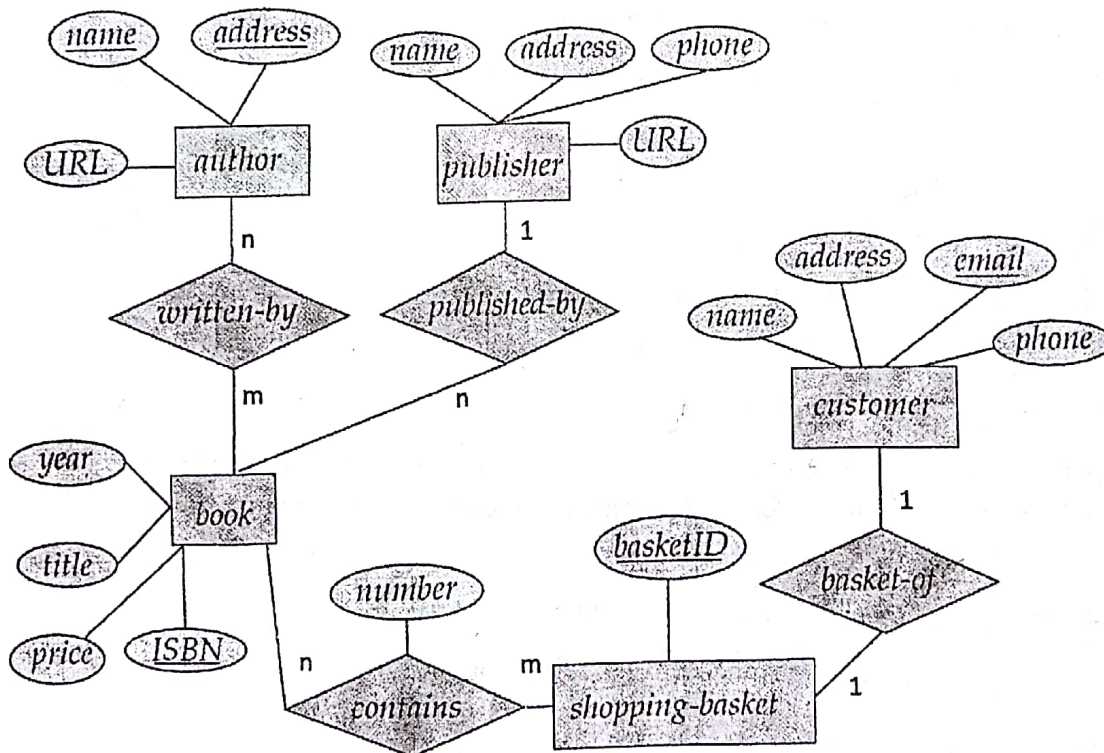 name
address
URL
author
name
address
phone
publisher
URL
n
written-by
m
1
published-by
n
name
address
email
phone
customer
1
basket-of
1
year
title
price
ISBN
book
n
number
contains
m
basketID
shopping-basket